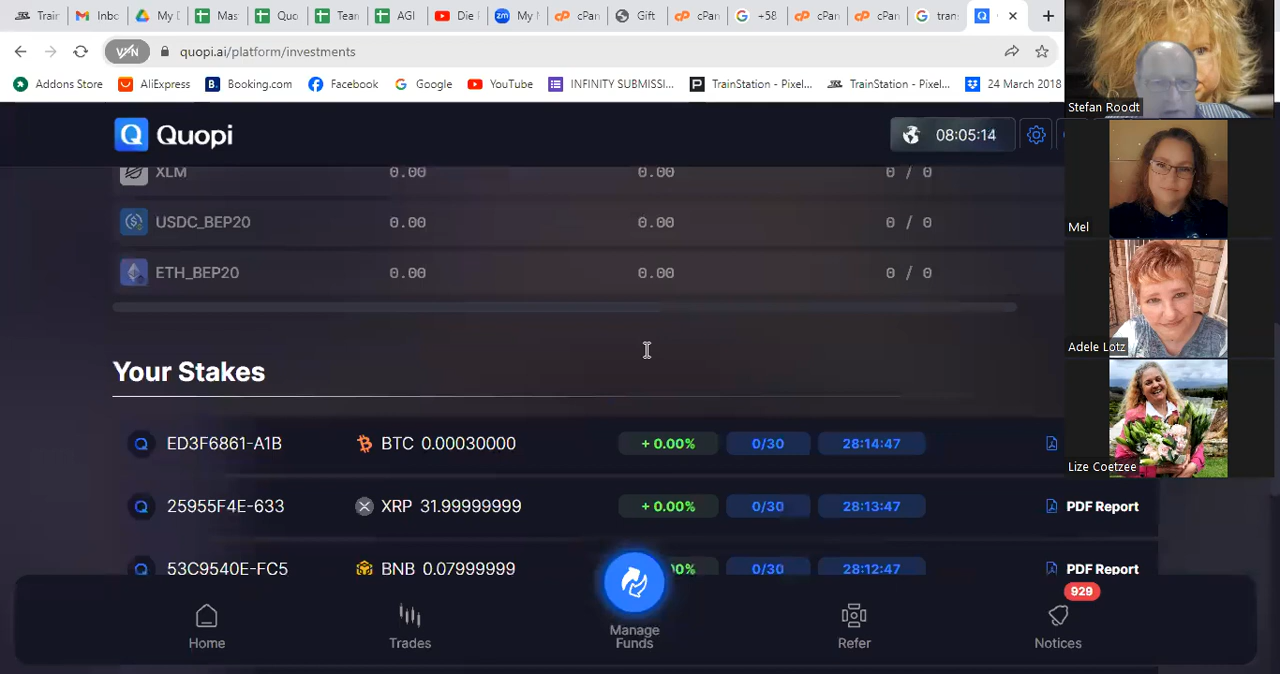 Train
Inbo
My D
Mas
Quo
Tean
AGI
Die
My
cPan
Gift
cPan
+58
cPan
cPan
tran:
VPN
quopi.ai/platform/investments
Addons Store
AliExpress
Booking.com
Facebook
Google
YouTube
INFINITY SUBMISSI...
TrainStation - Pixel...
TrainStation - Pixel...
24 March 2018
Quopi
08:05:14
XLM 0.00 0.00 0 / 0
USDC_BEP20 0.00 0.00 0 / 0
ETH_BEP20 0.00 0.00 0 / 0
Your Stakes
ED3F6861-A1B BTC 0.00030000 + 0.00% 0/30 28:14:47
25955F4E-633 XRP 31.99999999 + 0.00% 0/30 28:13:47 PDF Report
53C9540E-FC5 BNB 0.07999999 00% 0/30 28:12:47 PDF Report
Home
Trades
Manage
Funds
Refer
929
Notices
Stefan Roodt
Mel
Adele Lotz
Lize Coetzee